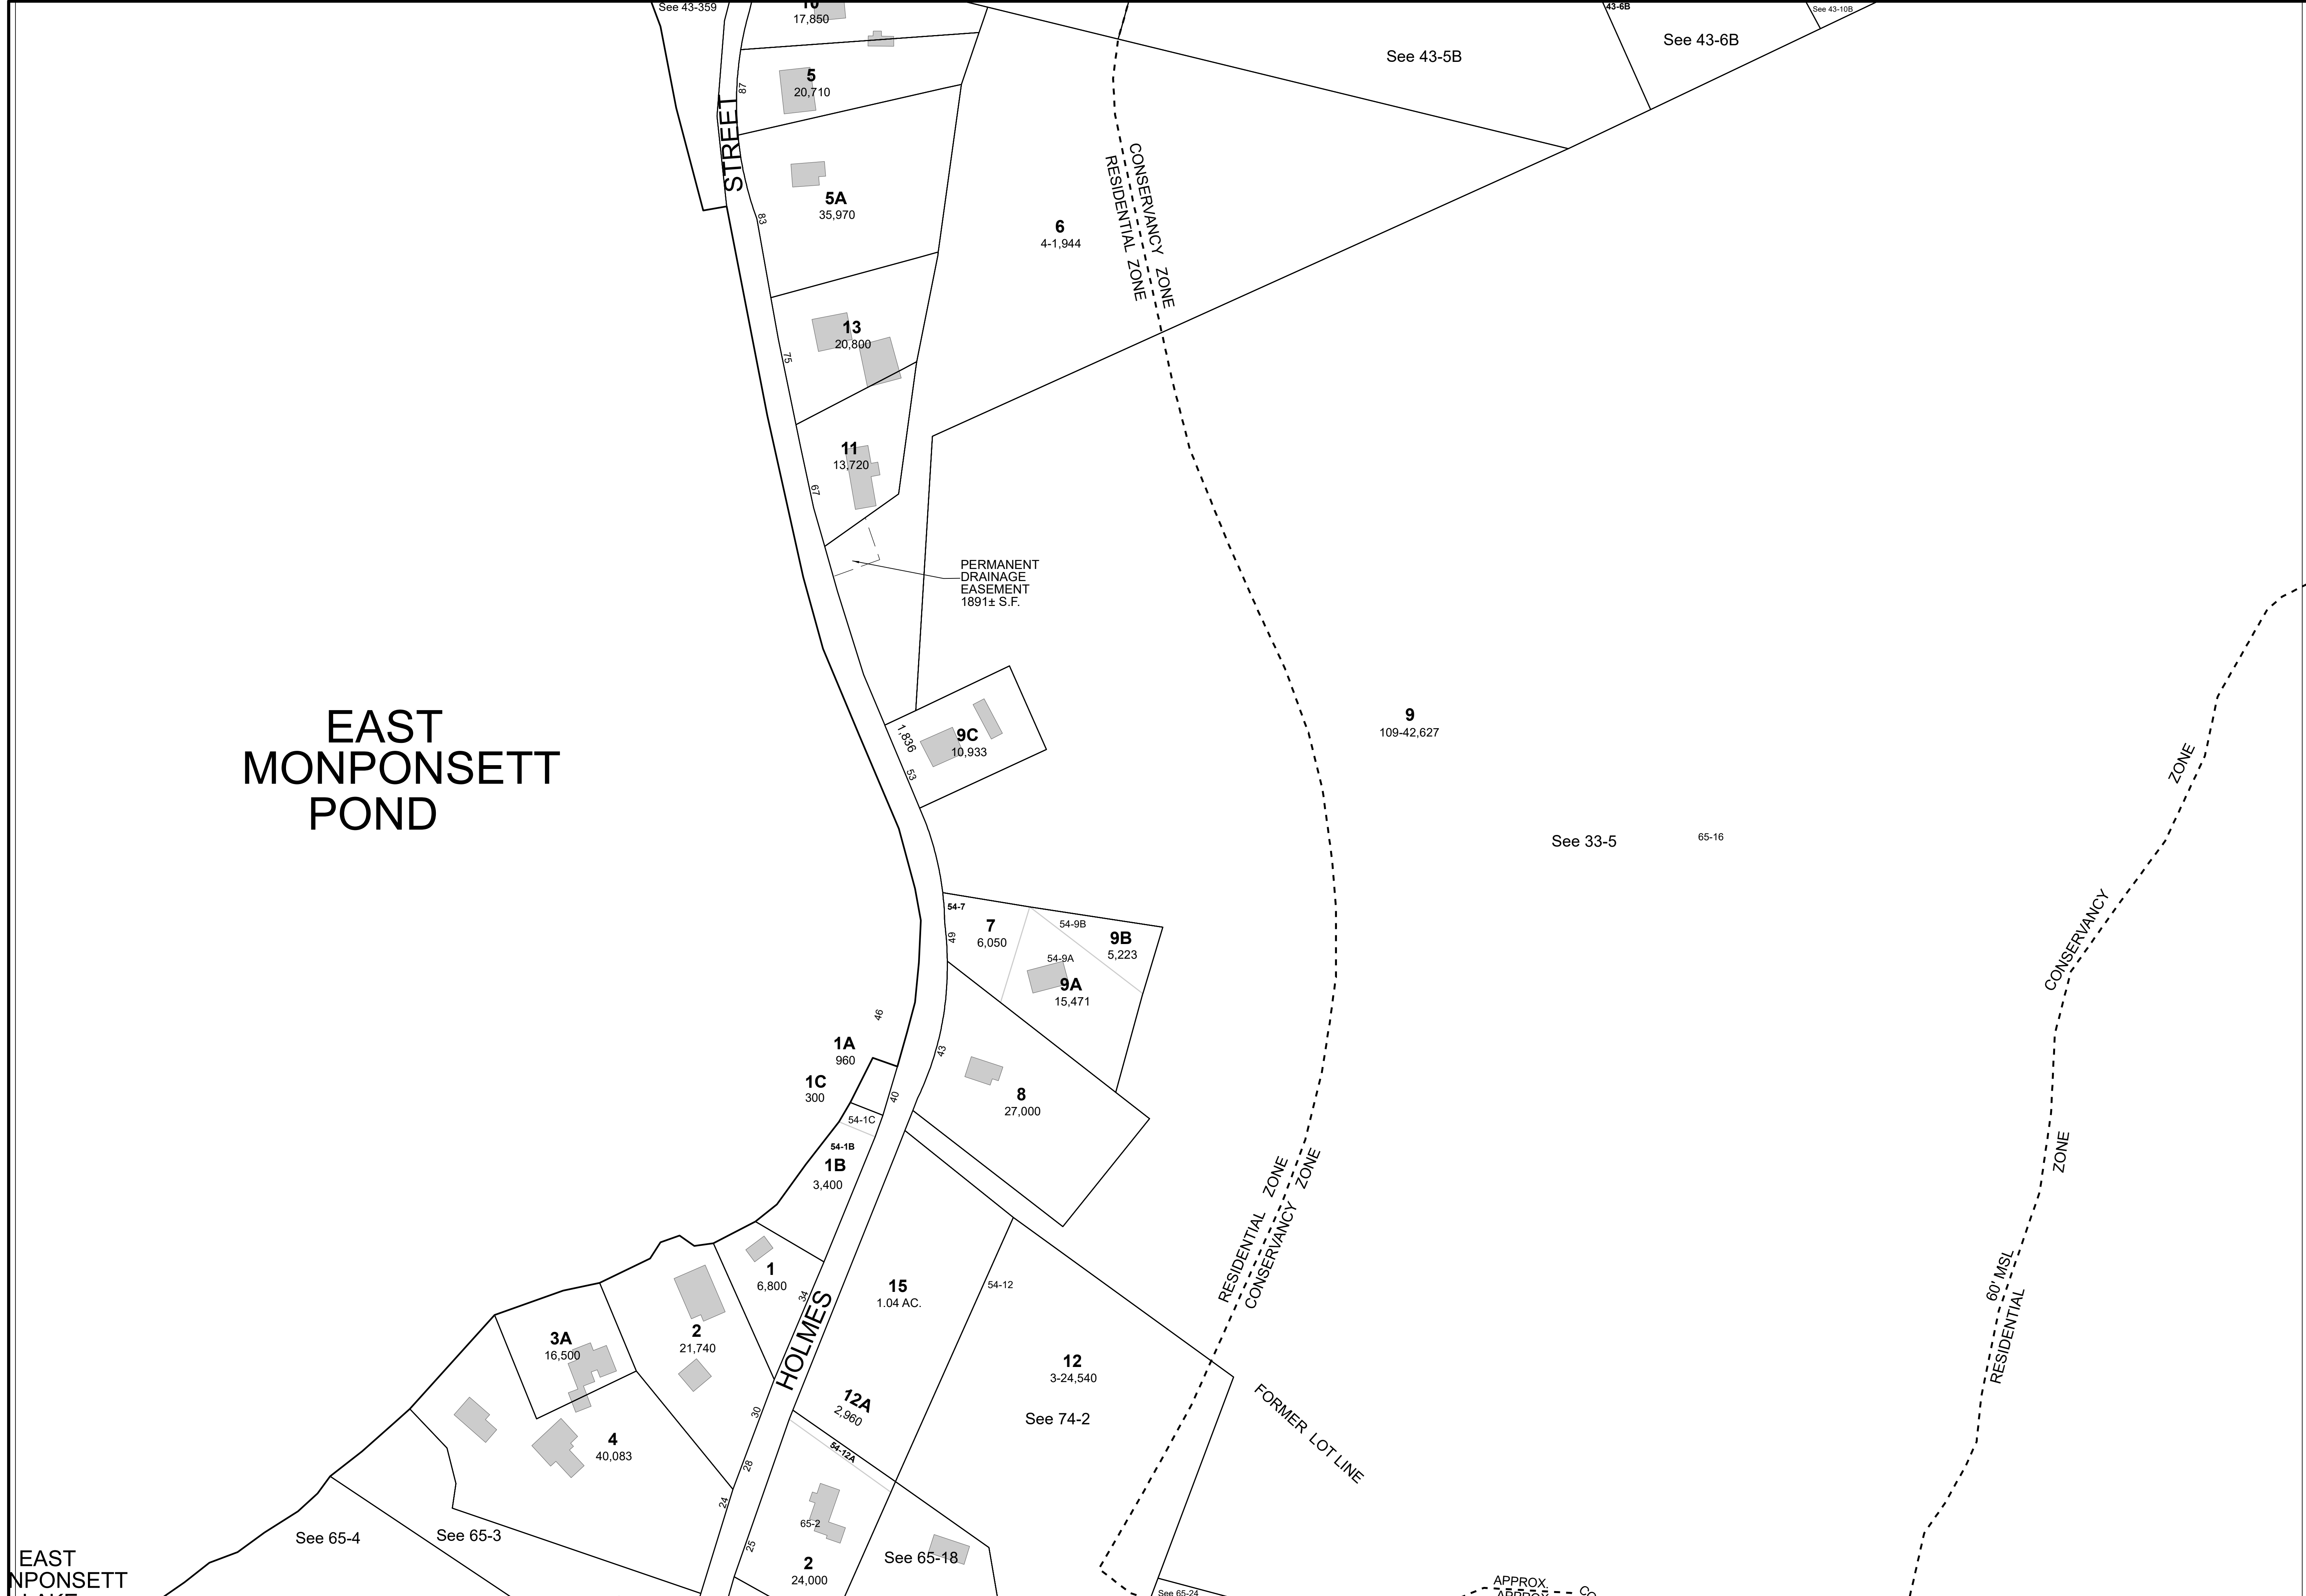 See 43-359
10
17,850
43-6B
See 43-10B
See 43-5B
See 43-6B
5
20,710
87
STREET
CONSERVANCY ZONE
RESIDENTIAL ZONE
5A
35,970
83
6
4-1,944
13
20,800
75
11
13,720
67
PERMANENT
DRAINAGE
EASEMENT
1891± S.F.
EAST
MONPONSETT
POND
1,836
9C
10,933
53
9
109-42,627
See 33-5
65-16
ZONE
CONSERVANCY
54-7
7
6,050
49
54-9B
9B
5,223
54-9A
9A
15,471
46
1A
960
43
1C
300
40
8
27,000
54-1C
54-1B
1B
3,400
ZONE
RESIDENTIAL ZONE
CONSERVANCY ZONE
60' MSL
RESIDENTIAL
1
6,800
34
15
1.04 AC.
54-12
HOLMES
2
21,740
3A
16,500
12
3-24,540
See 74-2
FORMER LOT LINE
12A
2,960
54-12A
30
4
40,083
28
24
65-2
25
See 65-4
See 65-3
See 65-18
2
24,000
EAST
NPONSETT
LAKE
See 65-24
APPROX.
APPROX